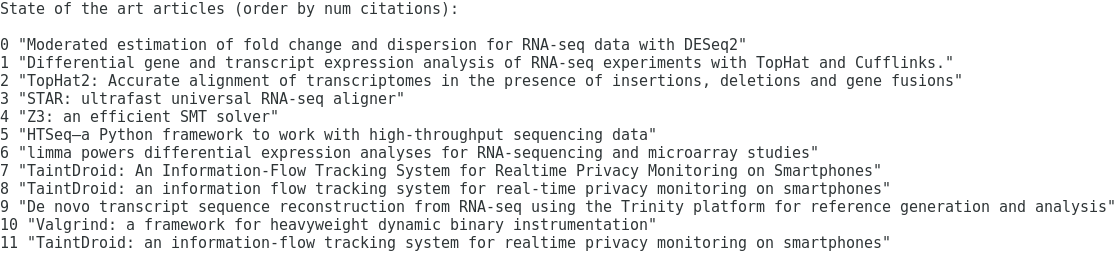 State of the art articles (order by num citations):
0 "Moderated estimation of fold change and dispersion for RNA-seq data with DESeq2"
1 "Differential gene and transcript expression analysis of RNA-seq experiments with TopHat and Cufflinks."
2 "TopHat2: Accurate alignment of transcriptomes in the presence of insertions, deletions and gene fusions"
3 "STAR: ultrafast universal RNA-seq aligner"
4 "Z3: an efficient SMT solver"
5 "HTSeq—a Python framework to work with high-throughput sequencing data"
6 "limma powers differential expression analyses for RNA-sequencing and microarray studies"
7 "TaintDroid: An Information-Flow Tracking System for Realtime Privacy Monitoring on Smartphones"
8 "TaintDroid: an information flow tracking system for real-time privacy monitoring on smartphones"
9 "De novo transcript sequence reconstruction from RNA-seq using the Trinity platform for reference generation and analysis"
10 "Valgrind: a framework for heavyweight dynamic binary instrumentation"
11 "TaintDroid: an information-flow tracking system for realtime privacy monitoring on smartphones"